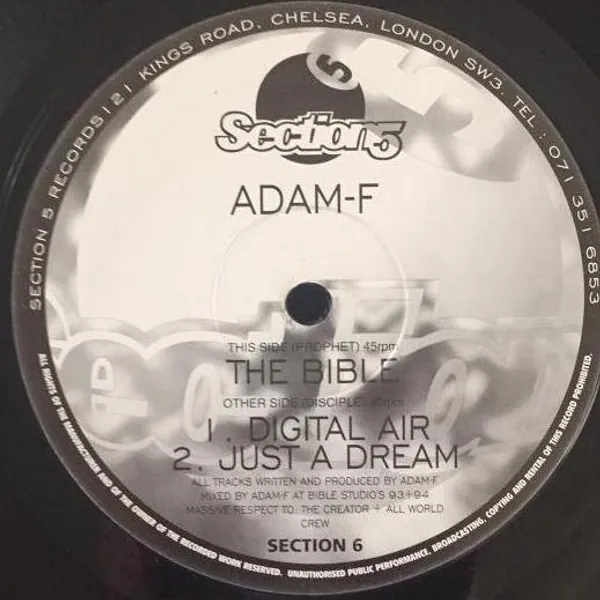 SECTION 5 RECORDS 121 KINGS ROAD, CHELSEA, LONDON SW3. TEL: 071 351 6853
5
Section5
ADAM-F
THIS SIDE (PROPHET) 45rpm
THE BIBLE
OTHER SIDE (DISCIPLE) 45rpm
1. DIGITAL AIR
2. JUST A DREAM
ALL TRACKS WRITTEN AND PRODUCED BY ADAM-F
MIXED BY ADAM-F AT BIBLE STUDIO'S 93+94
MASSIVE RESPECT TO: THE CREATOR + ALL WORLD
CREW
SECTION 6
ALL RIGHTS OF THE MANUFACTURER AND OF THE OWNER OF THE RECORDED WORK RESERVED. UNAUTHORISED PUBLIC PERFORMANCE, BROADCASTING, COPYING AND RENTAL OF THIS RECORD PROHIBITED.